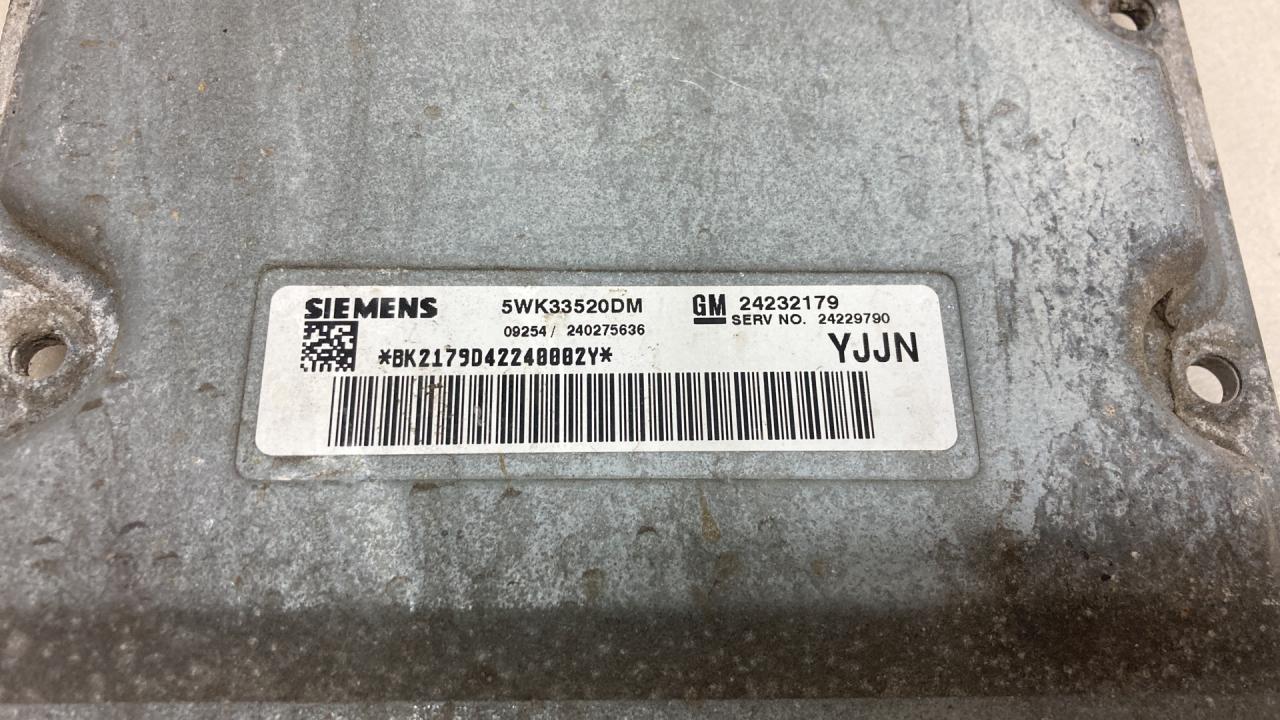 SIEMENS 5WK33520DM GM 24232179
09254 / 240275636 SERV NO. 24229790
*BK2179D42240002Y* YJJN